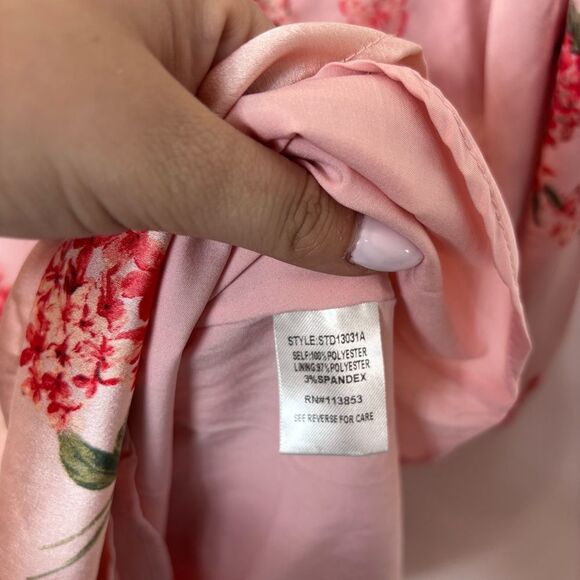 STYLE:STD13031A
SELF:100%POLYESTER
LINING:97%POLYESTER
3%SPANDEX
RN#113853
SEE REVERSE FOR CARE